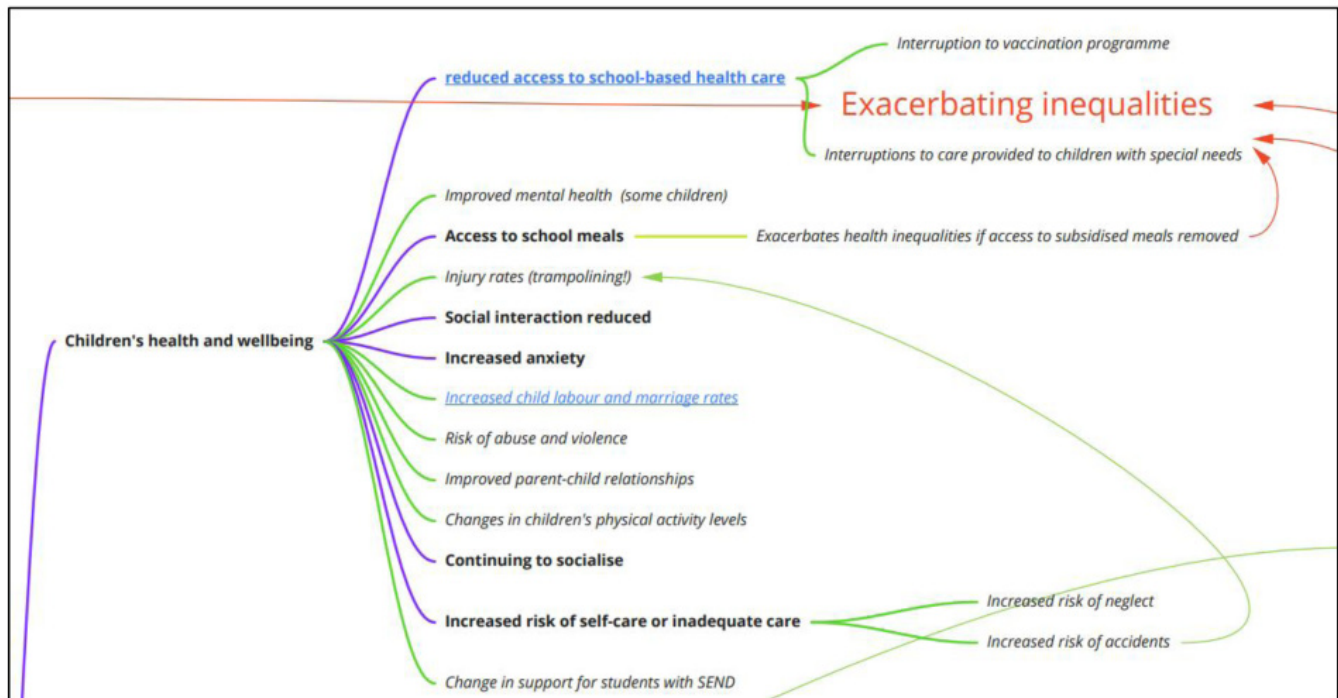 Interruption to vaccination programme
reduced access to school-based health care
Exacerbating inequalities
Interruptions to care provided to children with special needs
Improved mental health (some children)
Access to school meals
Exacerbates health inequalities if access to subsidised meals removed
Injury rates (trampolining!)
Social interaction reduced
Children's health and wellbeing
Increased anxiety
Increased child labour and marriage rates
Risk of abuse and violence
Improved parent-child relationships
Changes in children's physical activity levels
Continuing to socialise
Increased risk of neglect
Increased risk of self-care or inadequate care
Increased risk of accidents
Change in support for students with SEND